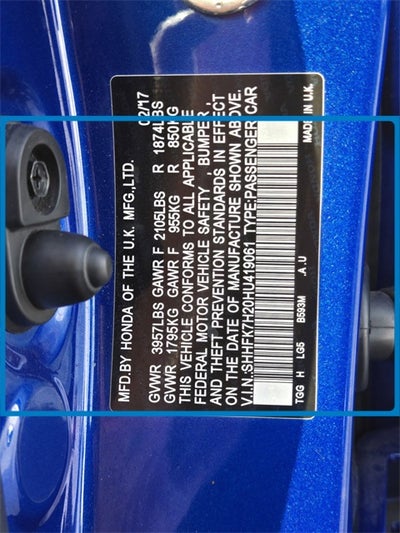 MFD.BY HONDA OF THE U.K. MFG.,LTD. 02/17
GVWR 3957LBS GAWR F 2105LBS R 1874LBS
GVWR 1795KG GAWR F 955KG R 850KG
THIS VEHICLE CONFORMS TO ALL APPLICABLE
FEDERAL MOTOR VEHICLE SAFETY , BUMPER ,
AND THEFT PREVENTION STANDARDS IN EFFECT
ON THE DATE OF MANUFACTURE SHOWN ABOVE.
V.I.N.:SHHFK7H20HU419061 TYPE:PASSENGER CAR
TGG H LG5 B593M .A.U MADE IN U.K.